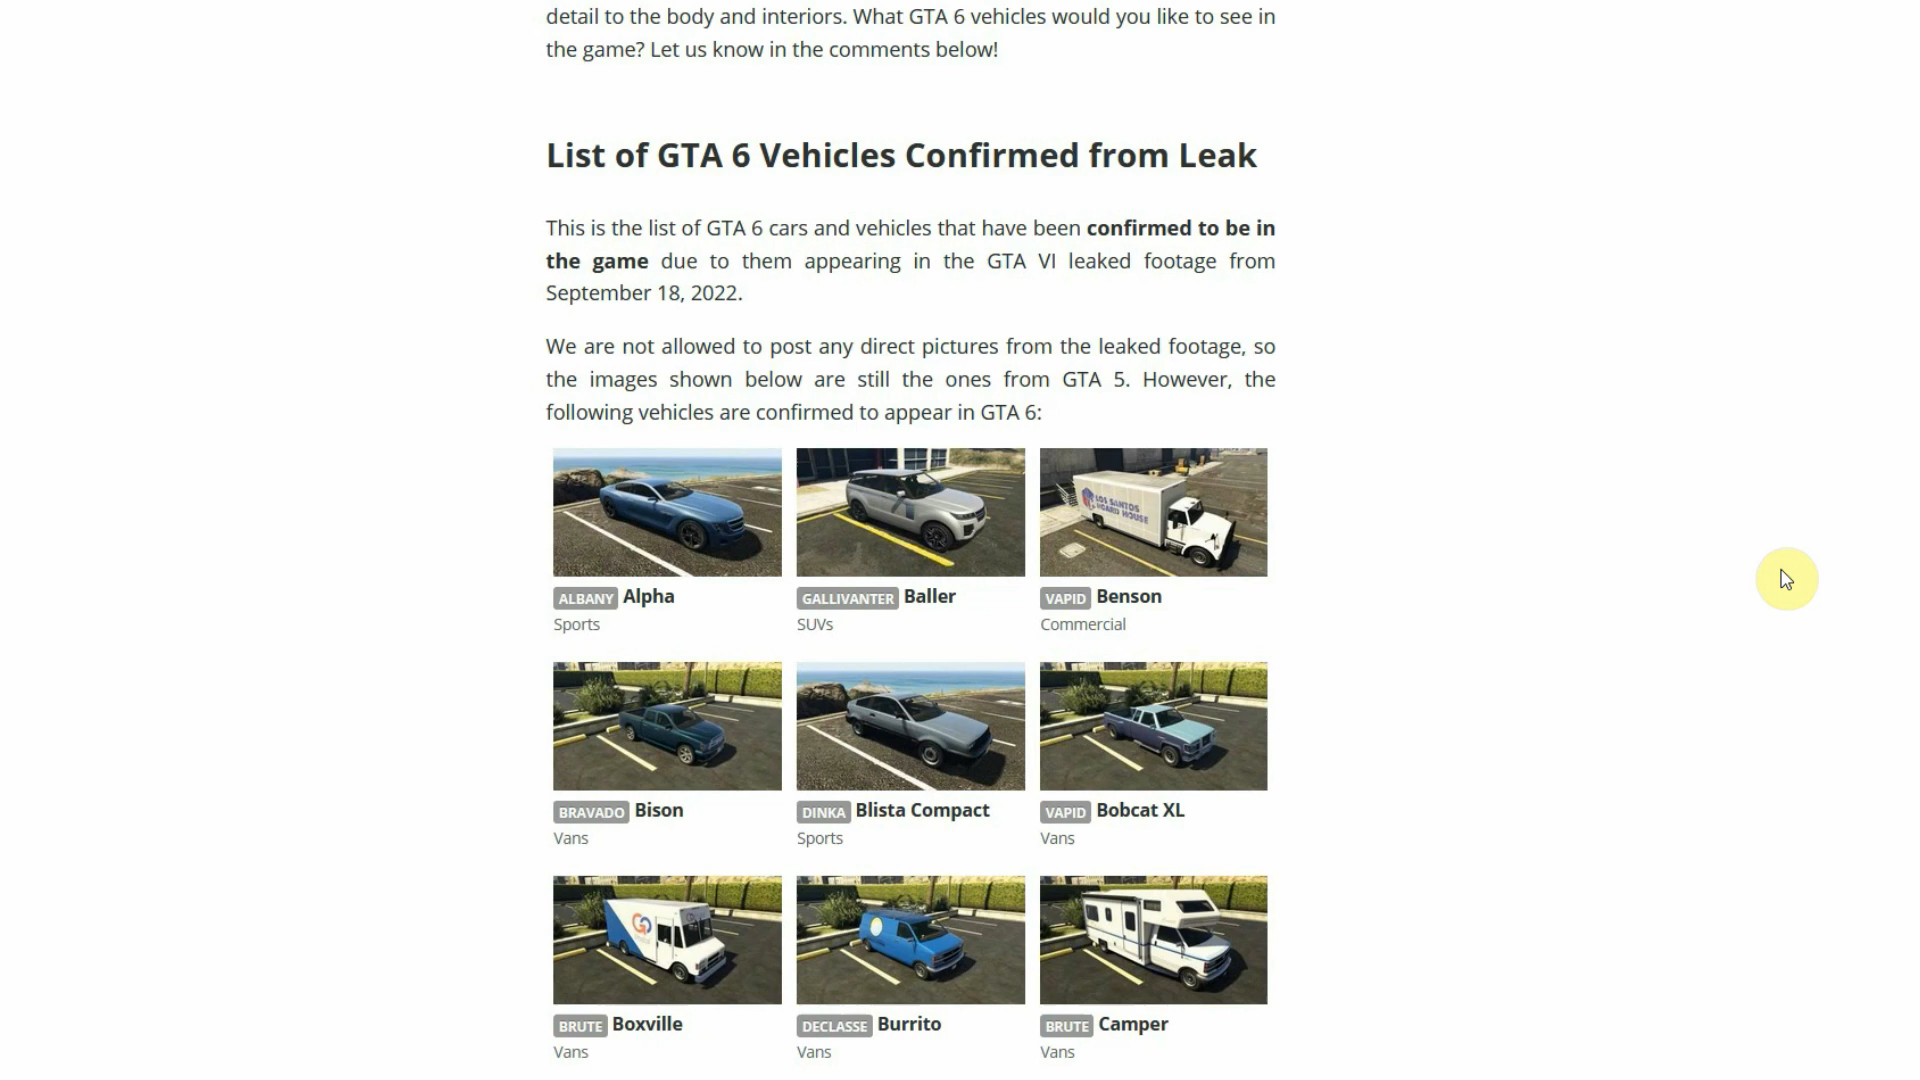 detail to the body and interiors. What GTA 6 vehicles would you like to see in
the game? Let us know in the comments below!
List of GTA 6 Vehicles Confirmed from Leak
This is the list of GTA 6 cars and vehicles that have been confirmed to be in
the game due to them appearing in the GTA VI leaked footage from
September 18, 2022.
We are not allowed to post any direct pictures from the leaked footage, so
the images shown below are still the ones from GTA 5. However, the
following vehicles are confirmed to appear in GTA 6:
LOS SANTOS
BOARD HOUSE
ALBANY Alpha
Sports
GALLIVANTER Baller
SUVs
VAPID Benson
Commercial
BRAVADO Bison
Vans
DINKA Blista Compact
Sports
VAPID Bobcat XL
Vans
GO
BRUTE Boxville
Vans
DECLASSE Burrito
Vans
BRUTE Camper
Vans